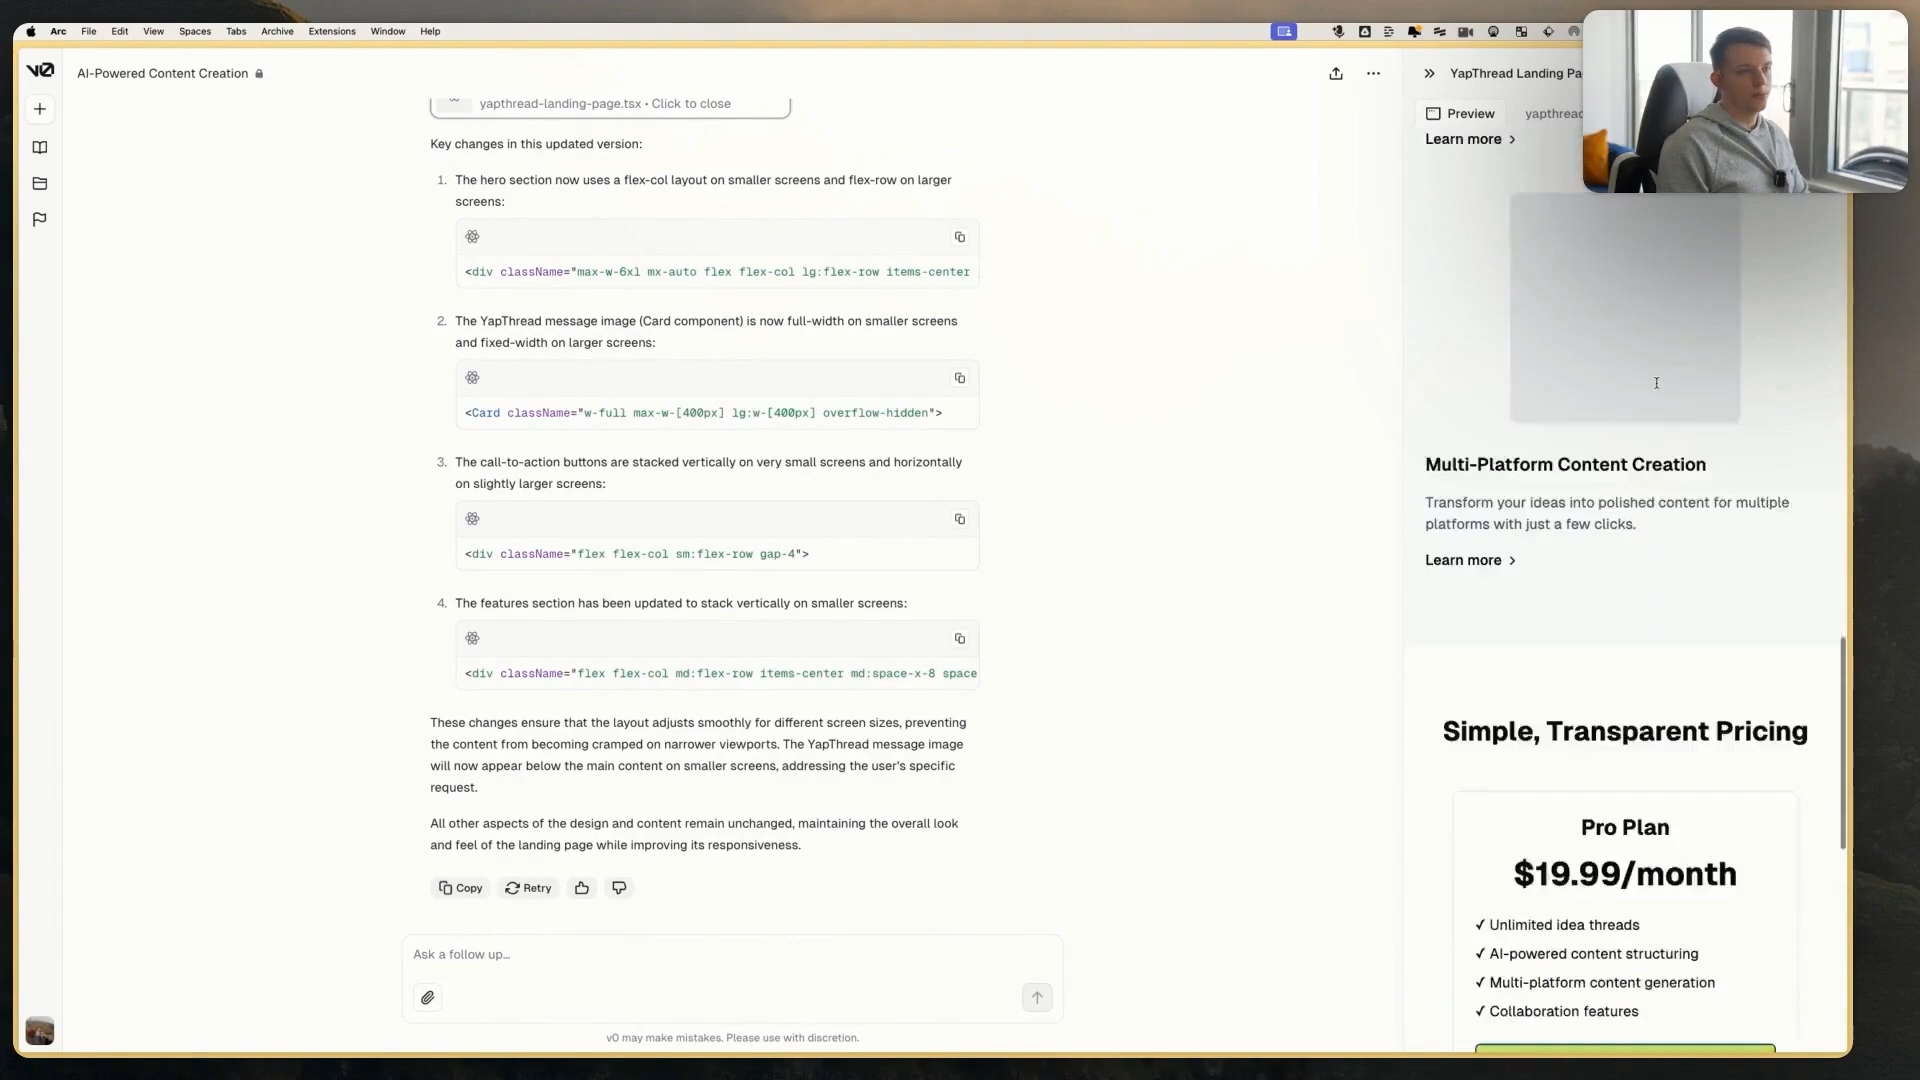 Arc File Edit View Spaces Tabs Archive Extensions Window Help
v0
AI-Powered Content Creation
yapthread-landing-page.tsx • Click to close
Key changes in this updated version:
1. The hero section now uses a flex-col layout on smaller screens and flex-row on larger
screens:
<div className="max-w-6xl mx-auto flex flex-col lg:flex-row items-center
2. The YapThread message image (Card component) is now full-width on smaller screens
and fixed-width on larger screens:
<Card className="w-full max-w-[400px] lg:w-[400px] overflow-hidden">
3. The call-to-action buttons are stacked vertically on very small screens and horizontally
on slightly larger screens:
<div className="flex flex-col sm:flex-row gap-4">
4. The features section has been updated to stack vertically on smaller screens:
<div className="flex flex-col md:flex-row items-center md:space-x-8 space
These changes ensure that the layout adjusts smoothly for different screen sizes, preventing
the content from becoming cramped on narrower viewports. The YapThread message image
will now appear below the main content on smaller screens, addressing the user's specific
request.
All other aspects of the design and content remain unchanged, maintaining the overall look
and feel of the landing page while improving its responsiveness.
Copy Retry
Ask a follow up...
v0 may make mistakes. Please use with discretion.
YapThread Landing Pa
Preview yapthread
Learn more
Multi-Platform Content Creation
Transform your ideas into polished content for multiple
platforms with just a few clicks.
Learn more
Simple, Transparent Pricing
Pro Plan
$19.99/month
✓ Unlimited idea threads
✓ AI-powered content structuring
✓ Multi-platform content generation
✓ Collaboration features